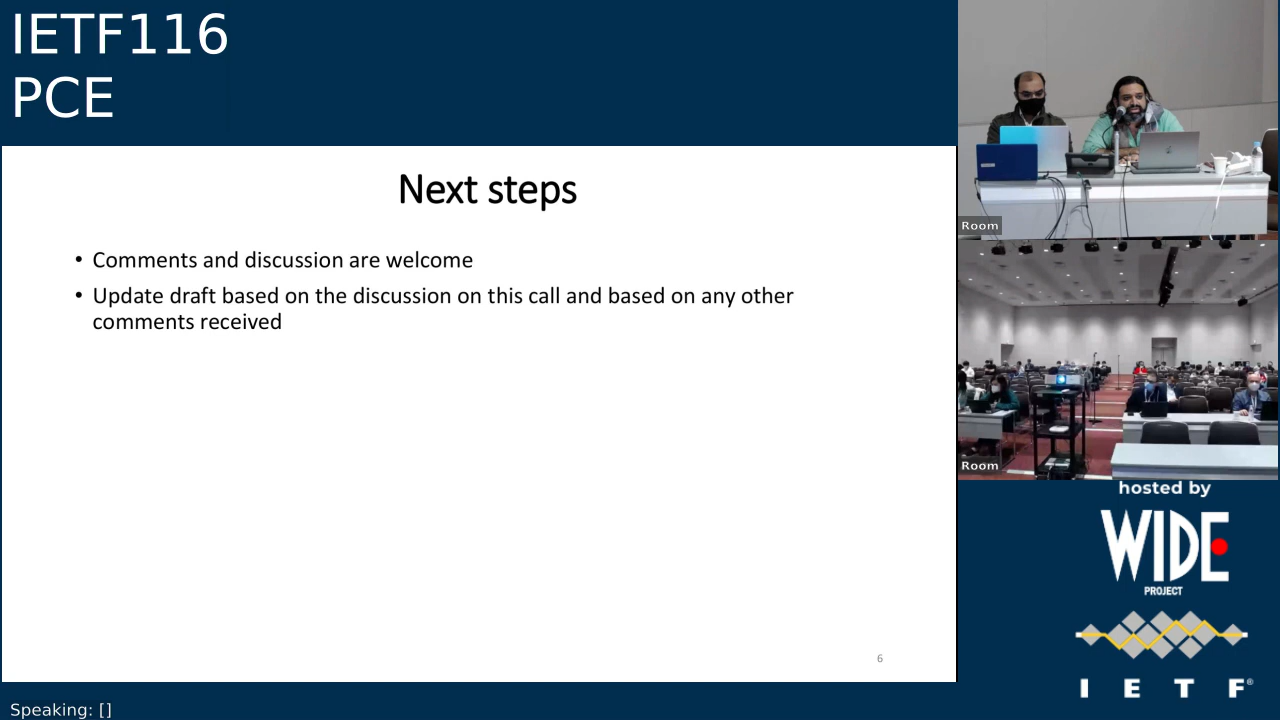 IETF116
PCE
Next steps
• Comments and discussion are welcome
• Update draft based on the discussion on this call and based on any other
comments received
6
Room
Room
hosted by
WIDE
PROJECT
I E T F®
Speaking: []